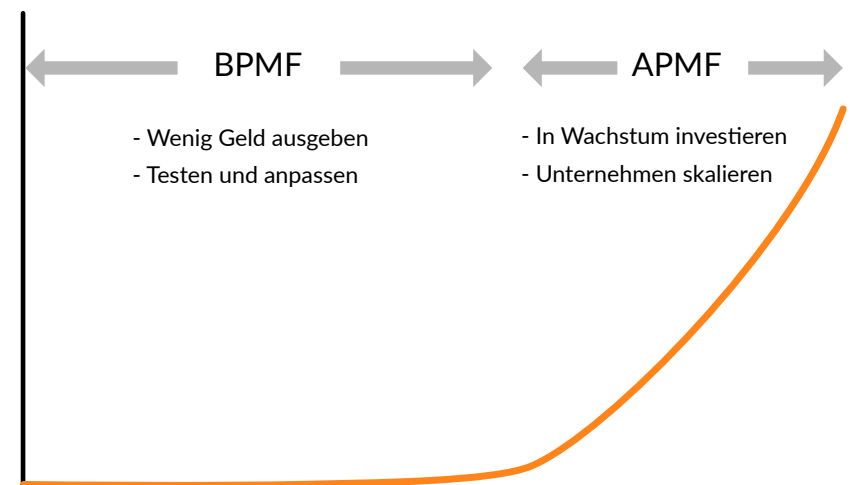 BPMF
- Wenig Geld ausgeben
- Testen und anpassen
APMF
- In Wachstum investieren
- Unternehmen skalieren